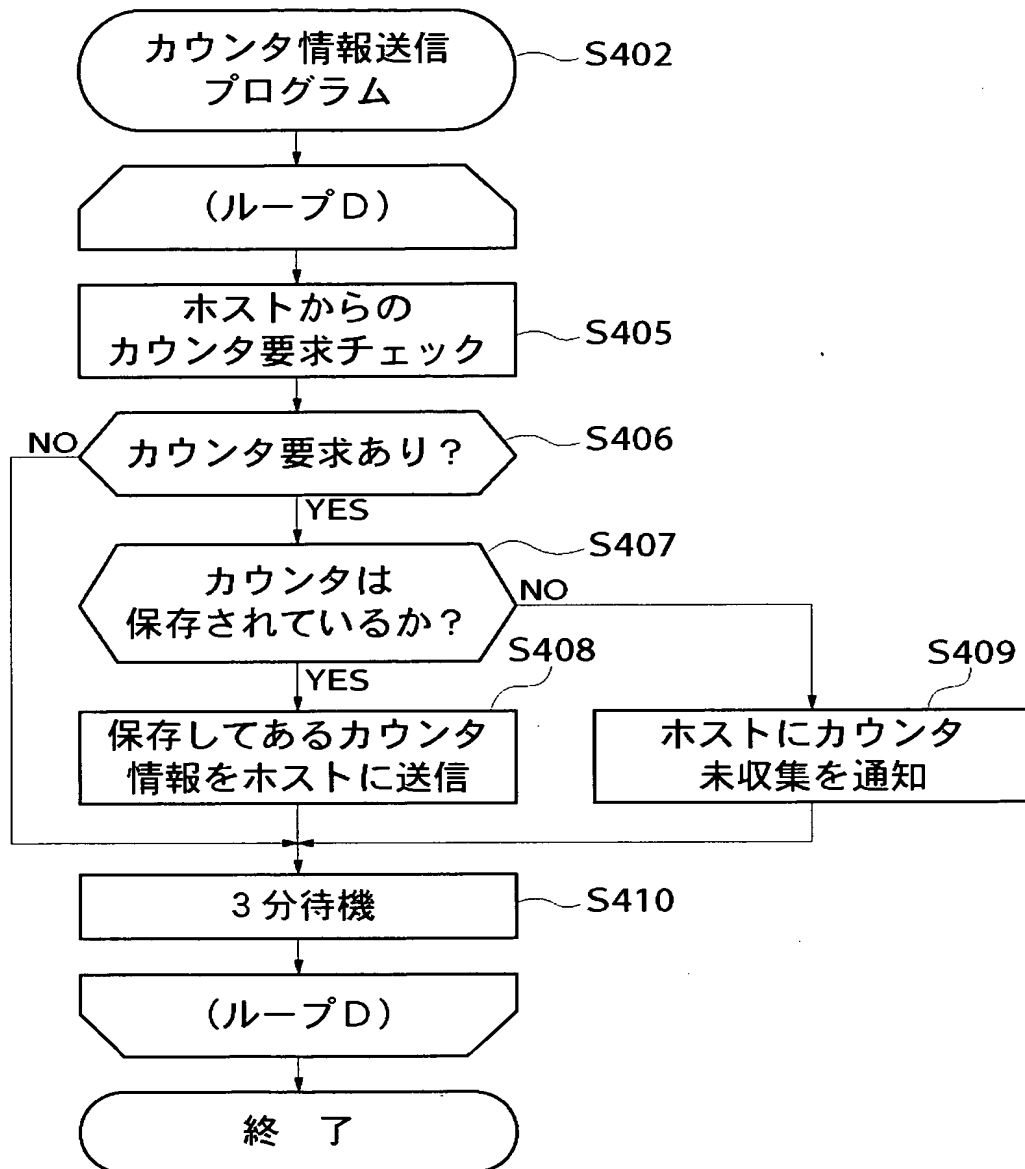 カウンタ情報送信
プログラム
S402
(ループD)
ホストからの
カウンタ要求チェック
S405
NO
カウンタ要求あり?
S406
YES
S407
カウンタは
保存されているか?
NO
YES
S408
S409
保存してあるカウンタ
情報をホストに送信
ホストにカウンタ
未収集を通知
3分待機
S410
(ループD)
終 了